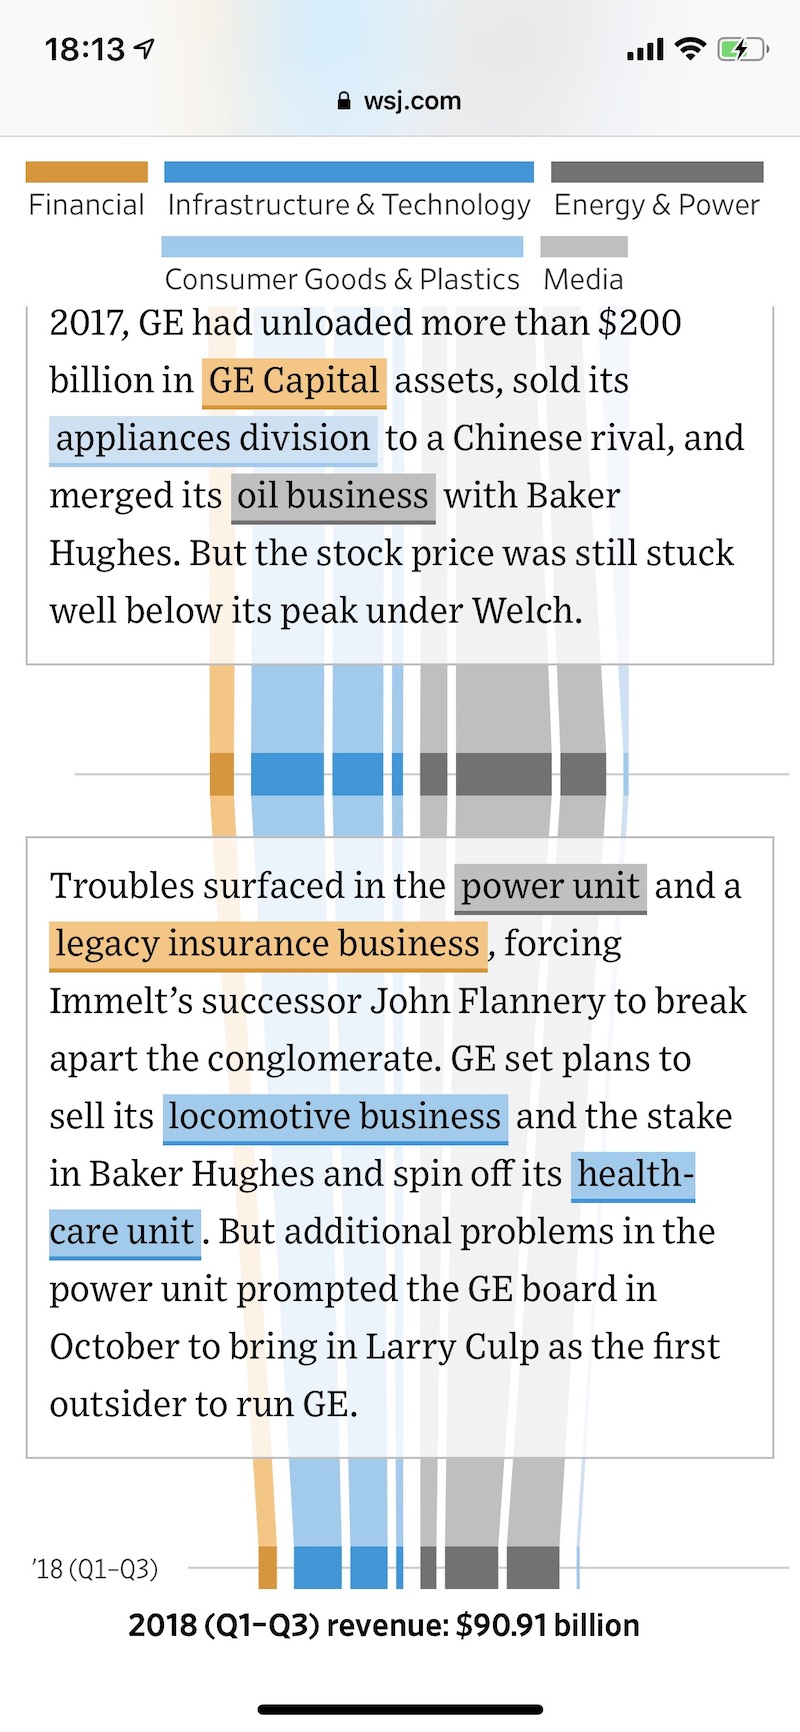 18:13
wsj.com
Financial Infrastructure & Technology Energy & Power
Consumer Goods & Plastics Media
2017, GE had unloaded more than $200
billion in GE Capital assets, sold its
appliances division to a Chinese rival, and
merged its oil business with Baker
Hughes. But the stock price was still stuck
well below its peak under Welch.
Troubles surfaced in the power unit and a
legacy insurance business, forcing
Immelt’s successor John Flannery to break
apart the conglomerate. GE set plans to
sell its locomotive business and the stake
in Baker Hughes and spin off its health-
care unit. But additional problems in the
power unit prompted the GE board in
October to bring in Larry Culp as the first
outsider to run GE.
’18 (Q1–Q3)
2018 (Q1–Q3) revenue: $90.91 billion